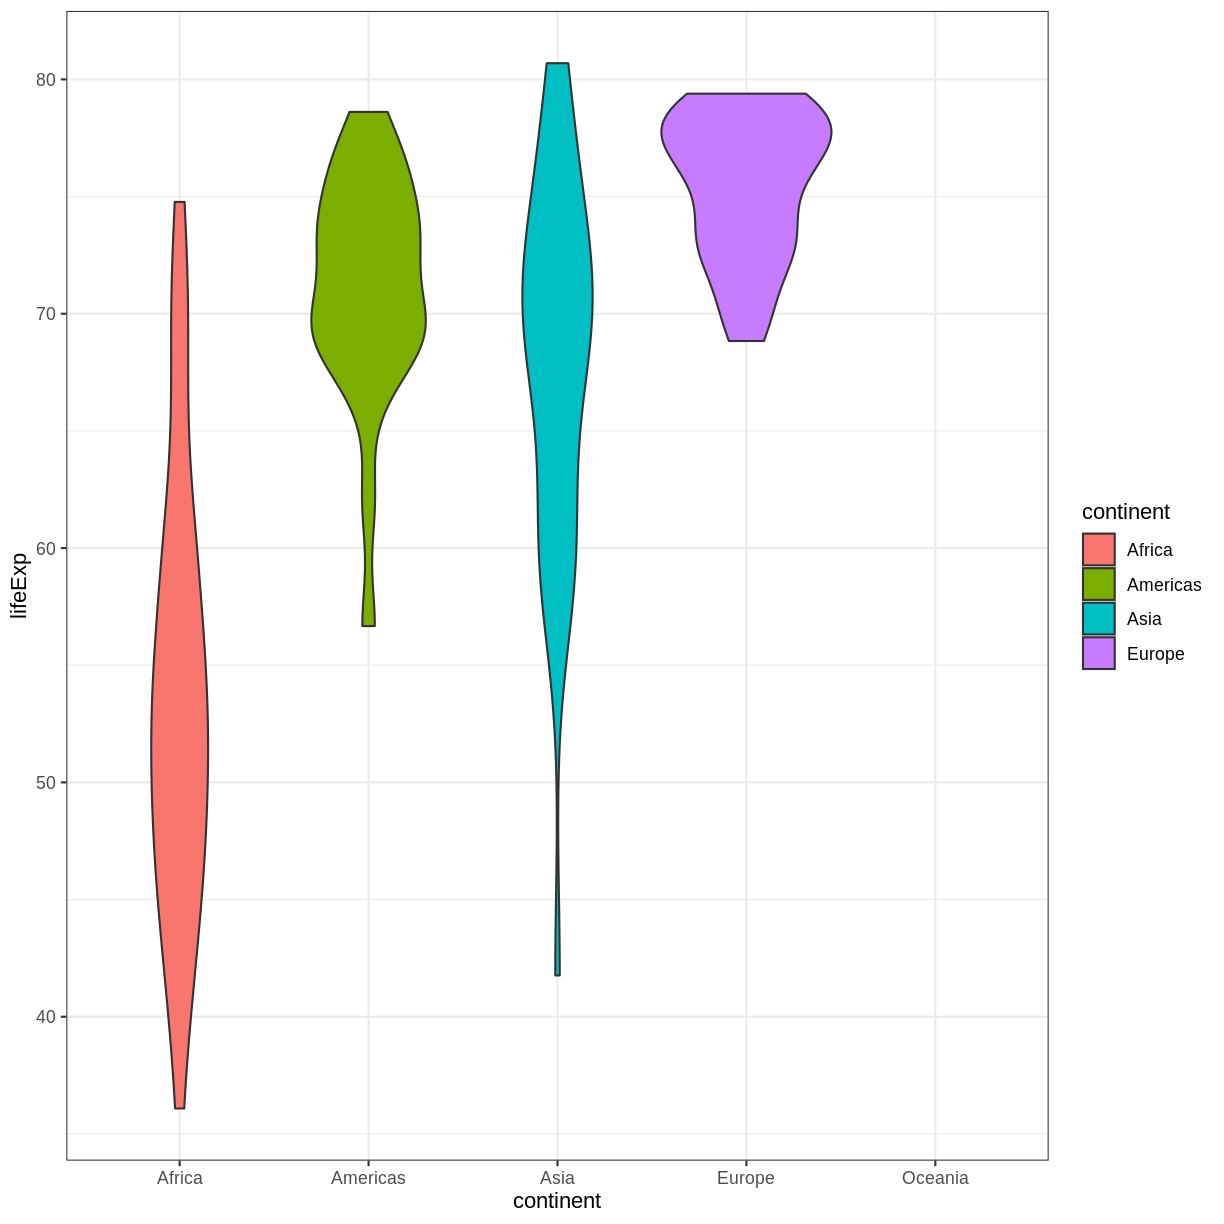 80
70
60
50
40
lifeExp
Africa
Americas
Asia
Europe
Oceania
continent
continent
Africa
Americas
Asia
Europe